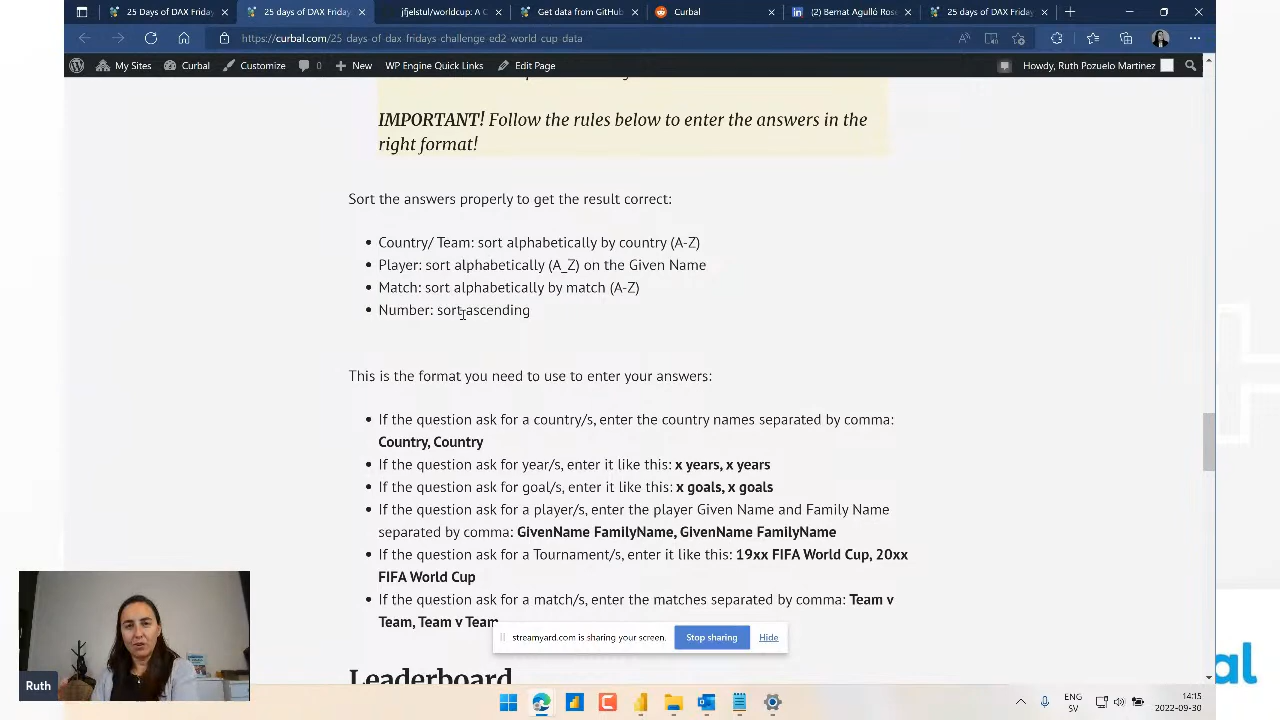 25 Days of DAX Frida
25 days of DAX Friday
jfjelstul/worldcup: A C
Get data from GitHub
Curbal
(2) Bernat Agulló Ros
25 days of DAX Friday
https://curbal.com/25-days-of-dax-fridays-challenge-ed2-world-cup-data
My Sites
Curbal
Customize
0
New
WP Engine Quick Links
Edit Page
Howdy, Ruth Pozuelo Martinez
IMPORTANT! Follow the rules below to enter the answers in the
right format!
Sort the answers properly to get the result correct:
• Country/ Team: sort alphabetically by country (A-Z)
• Player: sort alphabetically (A_Z) on the Given Name
• Match: sort alphabetically by match (A-Z)
• Number: sort ascending
This is the format you need to use to enter your answers:
• If the question ask for a country/s, enter the country names separated by comma:
Country, Country
• If the question ask for year/s, enter it like this: x years, x years
• If the question ask for goal/s, enter it like this: x goals, x goals
• If the question ask for a player/s, enter the player Given Name and Family Name
separated by comma: GivenName FamilyName, GivenName FamilyName
• If the question ask for a Tournament/s, enter it like this: 19xx FIFA World Cup, 20xx
FIFA World Cup
• If the question ask for a match/s, enter the matches separated by comma: Team v
Team, Team v Team
streamyard.com is sharing your screen.
Stop sharing
Hide
Leaderboard
Ruth
al
ENG
SV
14:15
2022-09-30